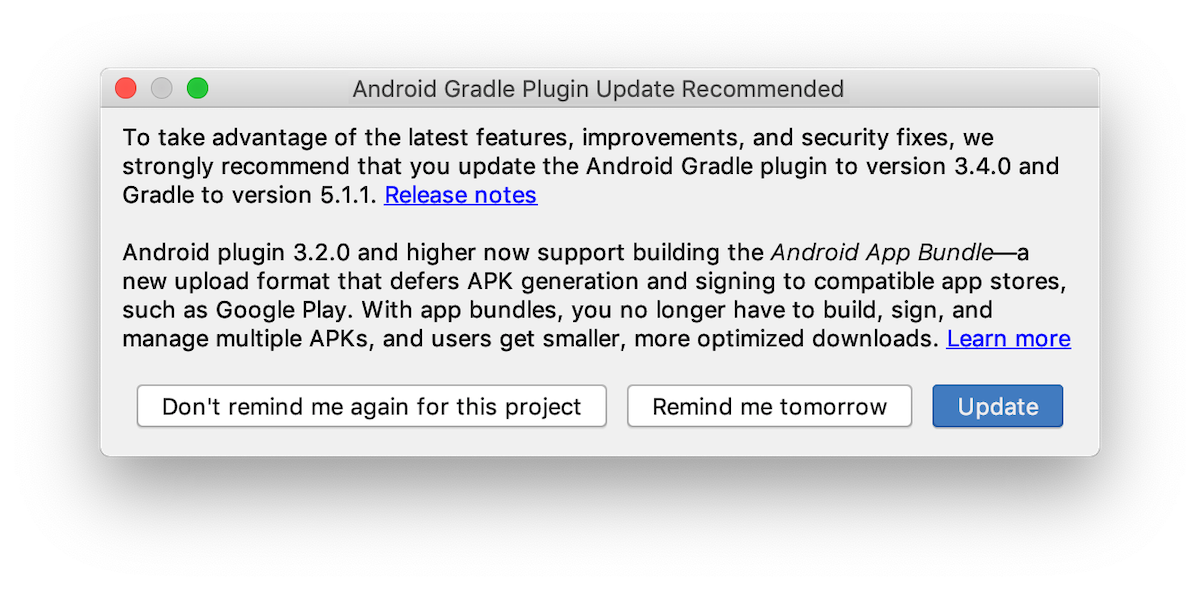 Android Gradle Plugin Update Recommended
To take advantage of the latest features, improvements, and security fixes, we
strongly recommend that you update the Android Gradle plugin to version 3.4.0 and
Gradle to version 5.1.1. Release notes
Android plugin 3.2.0 and higher now support building the Android App Bundle—a
new upload format that defers APK generation and signing to compatible app stores,
such as Google Play. With app bundles, you no longer have to build, sign, and
manage multiple APKs, and users get smaller, more optimized downloads. Learn more
Don't remind me again for this project
Remind me tomorrow
Update